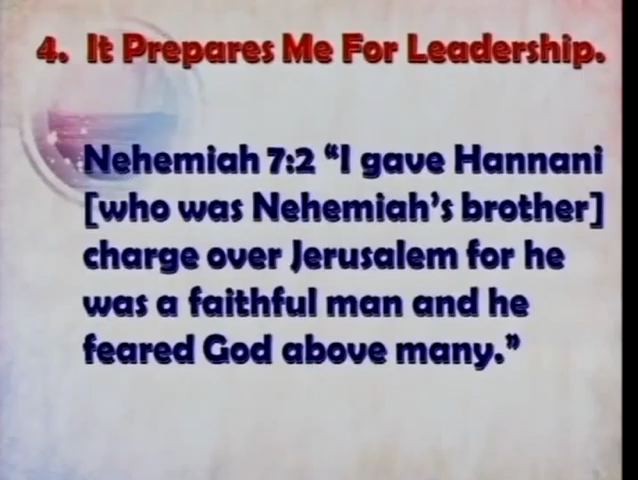 4. It Prepares Me For Leadership.
Nehemiah 7:2 “I gave Hannani
[who was Nehemiah’s brother]
charge over Jerusalem for he
was a faithful man and he
feared God above many.”